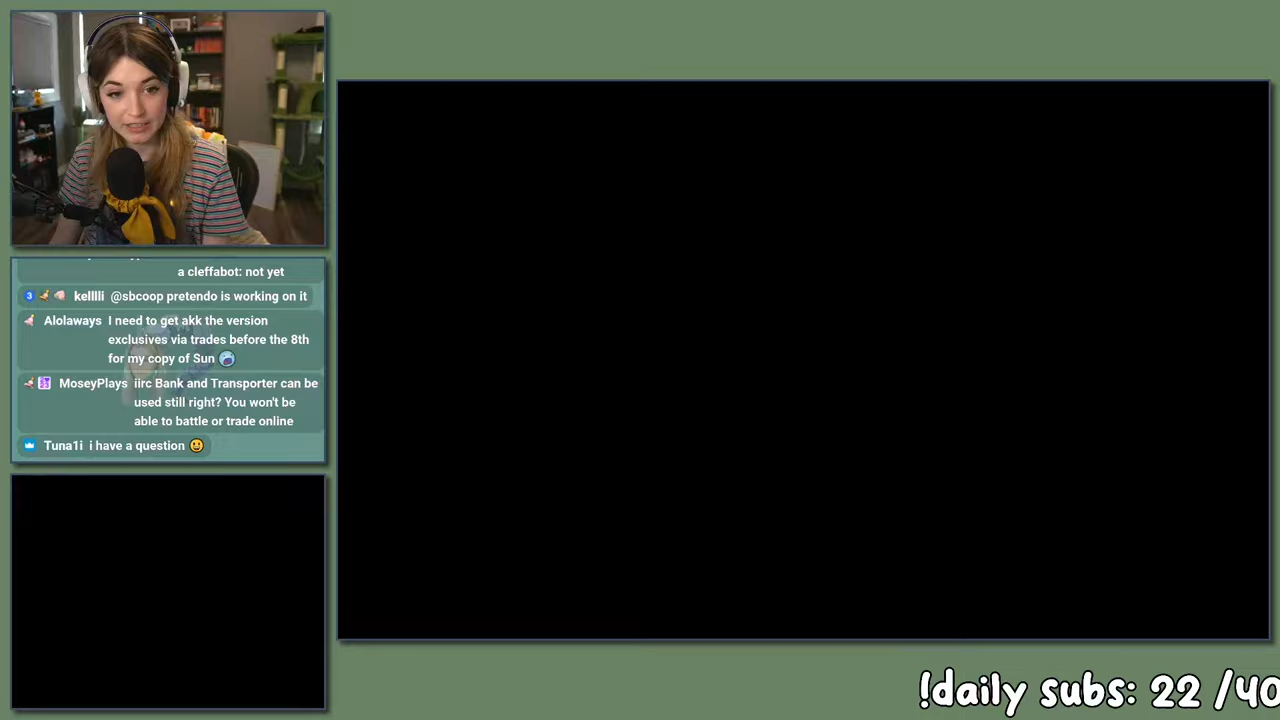 a cleffabot: not yet
3 kelllli @sbcoop pretendo is working on it
Alolaways I need to get akk the version
exclusives via trades before the 8th
for my copy of Sun
MoseyPlays iirc Bank and Transporter can be
used still right? You won't be
able to battle or trade online
Tuna1i i have a question
!daily subs: 22 /40